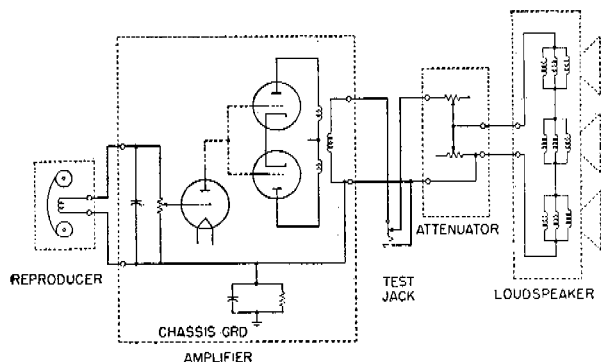 REPRODUCER
CHASSIS GRD
AMPLIFIER
TEST
JACK
ATTENUATOR
LOUDSPEAKER